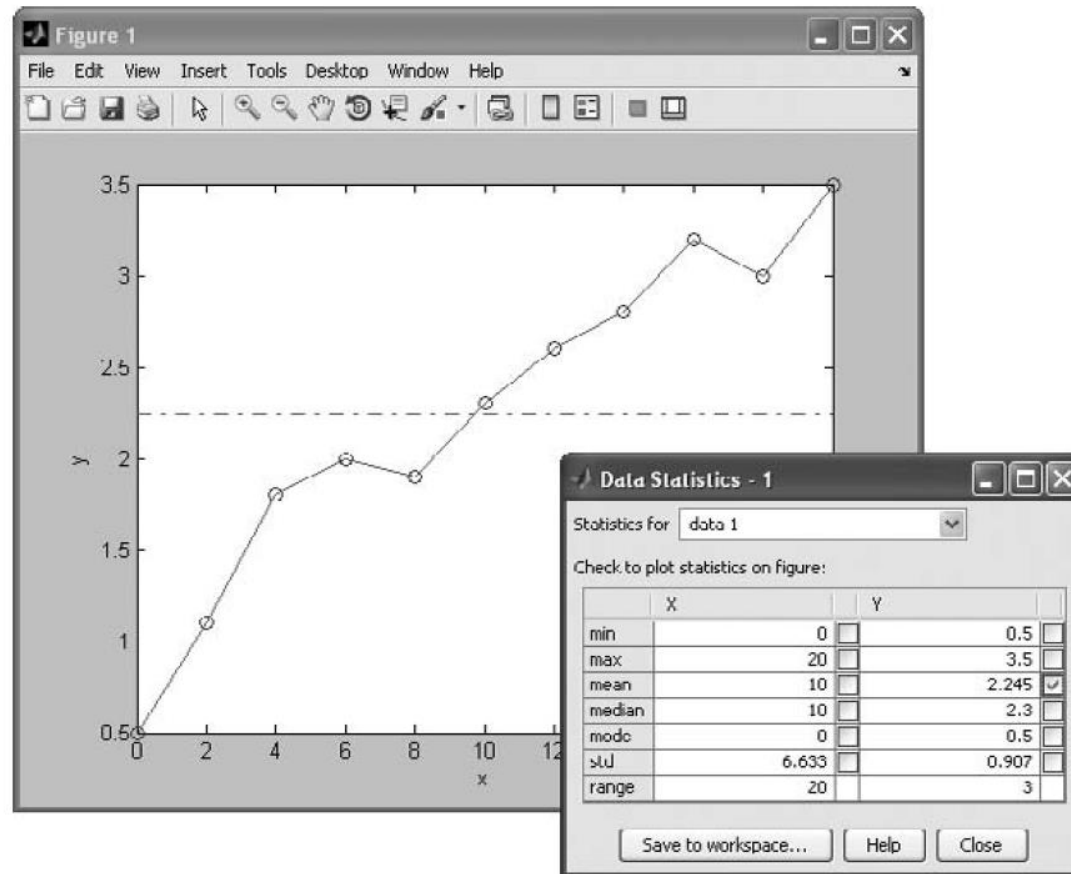 Figure 1
File Edit View Insert Tools Desktop Window Help
3.5
3
2.5
2
1.5
1
0.5
y
0 2 4 6 8 10 12
x
Data Statistics - 1
Statistics for data 1
Check to plot statistics on figure:
X Y
min 0 0.5
max 20 3.5
mean 10 2.245
median 10 2.3
mode 0 0.5
std 6.633 0.907
range 20 3
Save to workspace... Help Close